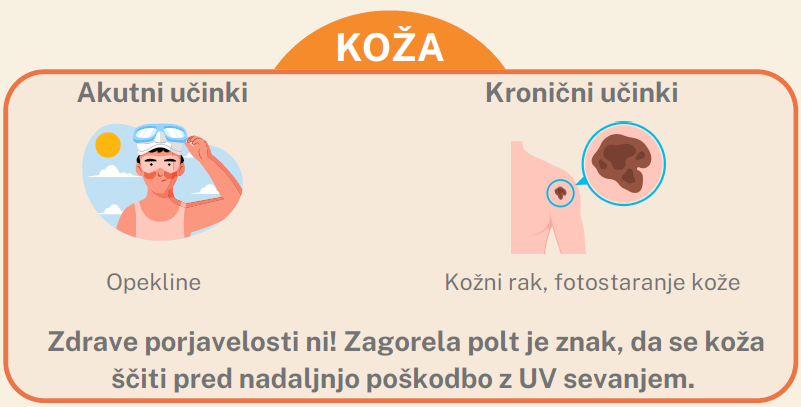 KOŽA
Akutni učinki
Kronični učinki
Opekline
Kožni rak, fotostaranje kože
Zdrave porjavelosti ni! Zagorela polt je znak, da se koža
ščiti pred nadaljnjo poškodbo z UV sevanjem.